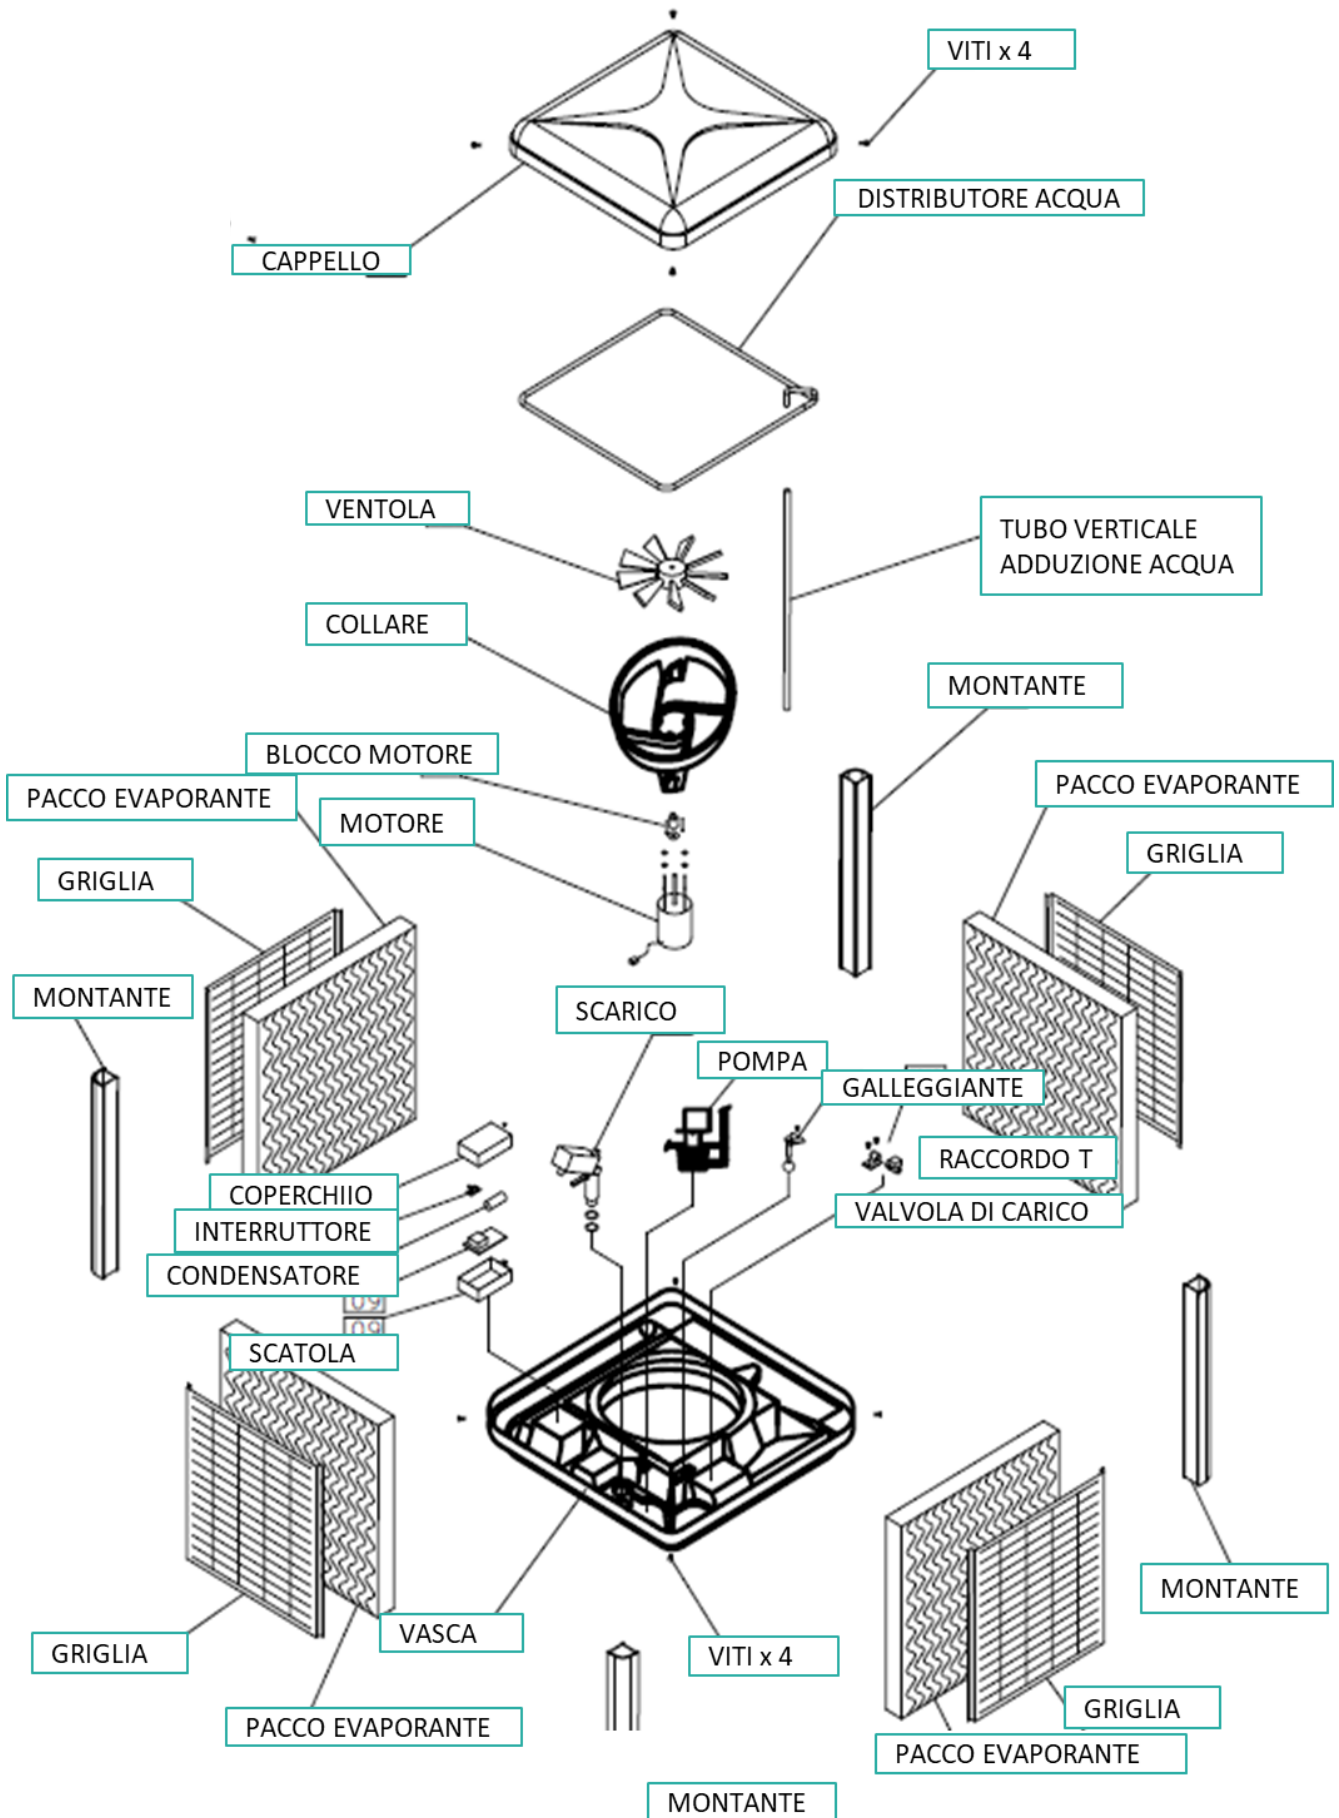 VITI x 4
DISTRIBUTORE ACQUA
CAPPELLO
VENTOLA
TUBO VERTICALE
ADDUZIONE ACQUA
COLLARE
MONTANTE
BLOCCO MOTORE
PACCO EVAPORANTE
PACCO EVAPORANTE
MOTORE
GRIGLIA
GRIGLIA
MONTANTE
SCARICO
POMPA
GALLEGGIANTE
RACCORDO T
COPERCHIIO
VALVOLA DI CARICO
INTERRUTTORE
CONDENSATORE
09
09
SCATOLA
MONTANTE
VASCA
GRIGLIA
VITI x 4
GRIGLIA
PACCO EVAPORANTE
PACCO EVAPORANTE
MONTANTE